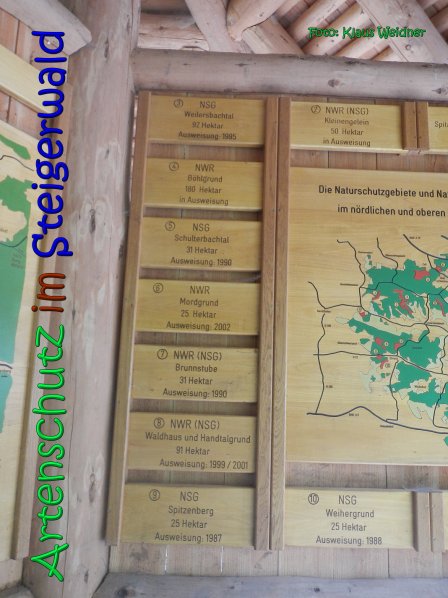 Artenschutz im Steigerwald
Foto: Klaus Weidner
③ NSG
Weilersbachtal
92 Hektar
Ausweisung: 1995
④ NWR
Böhlgrund
180 Hektar
in Ausweisung
⑤ NSG
Schulterbachtal
31 Hektar
Ausweisung: 1990
⑥ NWR
Mordgrund
25 Hektar
Ausweisung: 2002
⑦ NWR (NSG)
Brunnstube
31 Hektar
Ausweisung: 1990
⑧ NWR (NSG)
Waldhaus und Handtalgrund
91 Hektar
Ausweisung: 1999 / 2001
⑨ NSG
Spitzenberg
25 Hektar
Ausweisung: 1987
② NWR (NSG)
Kleinengelein
50 Hektar
in Ausweisung
Die Naturschutzgebiete und Na
im nördlichen und oberen
⑩ NSG
Weihergrund
25 Hektar
Ausweisung: 1988